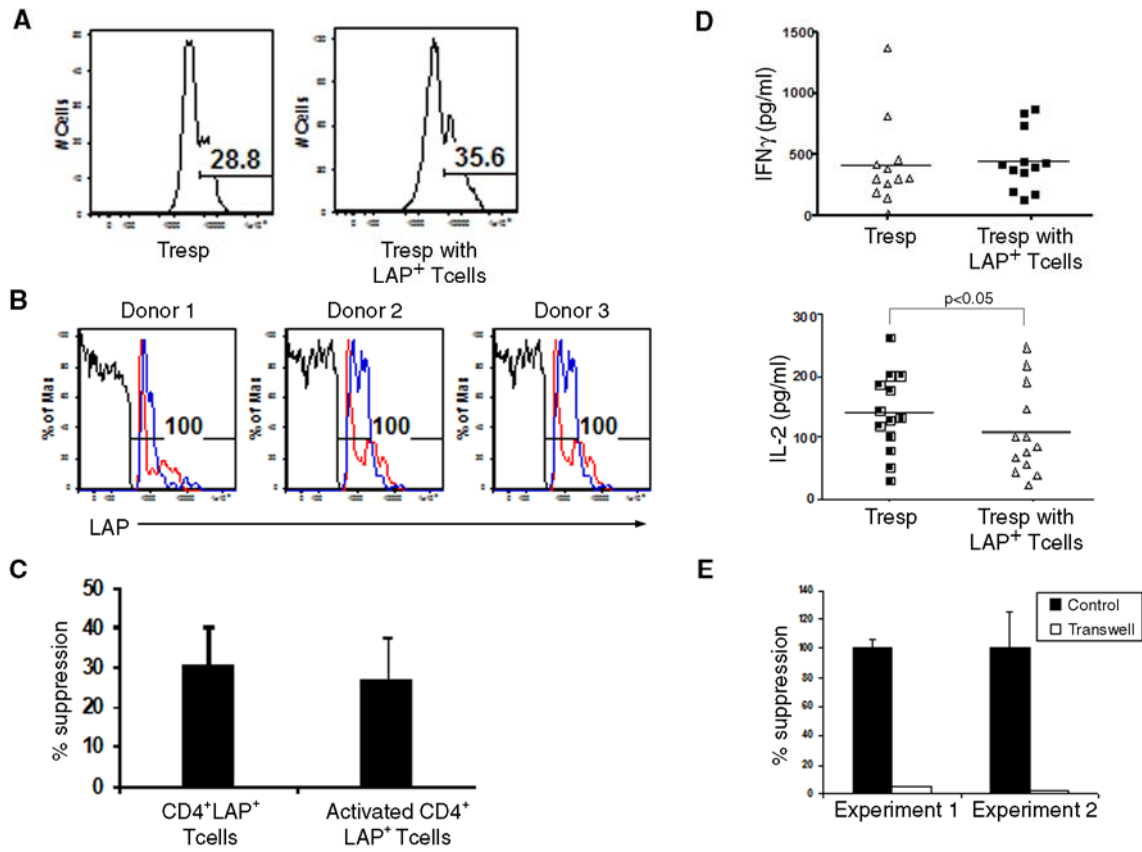 A
# Cells
28.8
Tresp
# Cells
35.6
Tresp with
LAP+ Tcells
B
Donor 1
Donor 2
Donor 3
% of Max
100
% of Max
100
% of Max
100
LAP
C
% suppression
50
40
30
20
10
0
CD4+LAP+
Tcells
Activated CD4+
LAP+ Tcells
D
IFNγ (pg/ml)
1500
1000
500
0
Tresp
Tresp with
LAP+ Tcells
p<0.05
IL-2 (pg/ml)
300
200
100
0
Tresp
Tresp with
LAP+ Tcells
E
% suppression
140
120
100
80
60
40
20
0
Control
Transwell
Experiment 1
Experiment 2